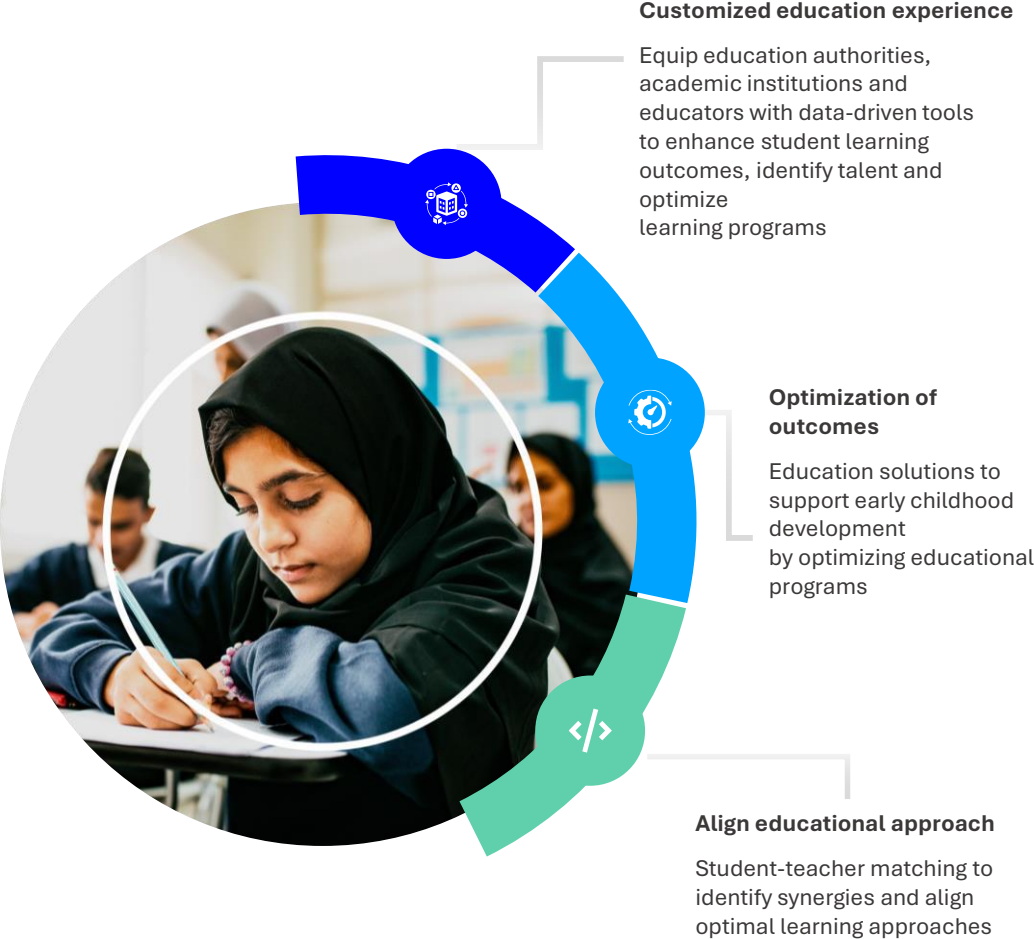 Customized education experience
Equip education authorities,
academic institutions and
educators with data-driven tools
to enhance student learning
outcomes, identify talent and
optimize
learning programs
Optimization of
outcomes
Education solutions to
support early childhood
development
by optimizing educational
programs
Align educational approach
Student-teacher matching to
identify synergies and align
optimal learning approaches